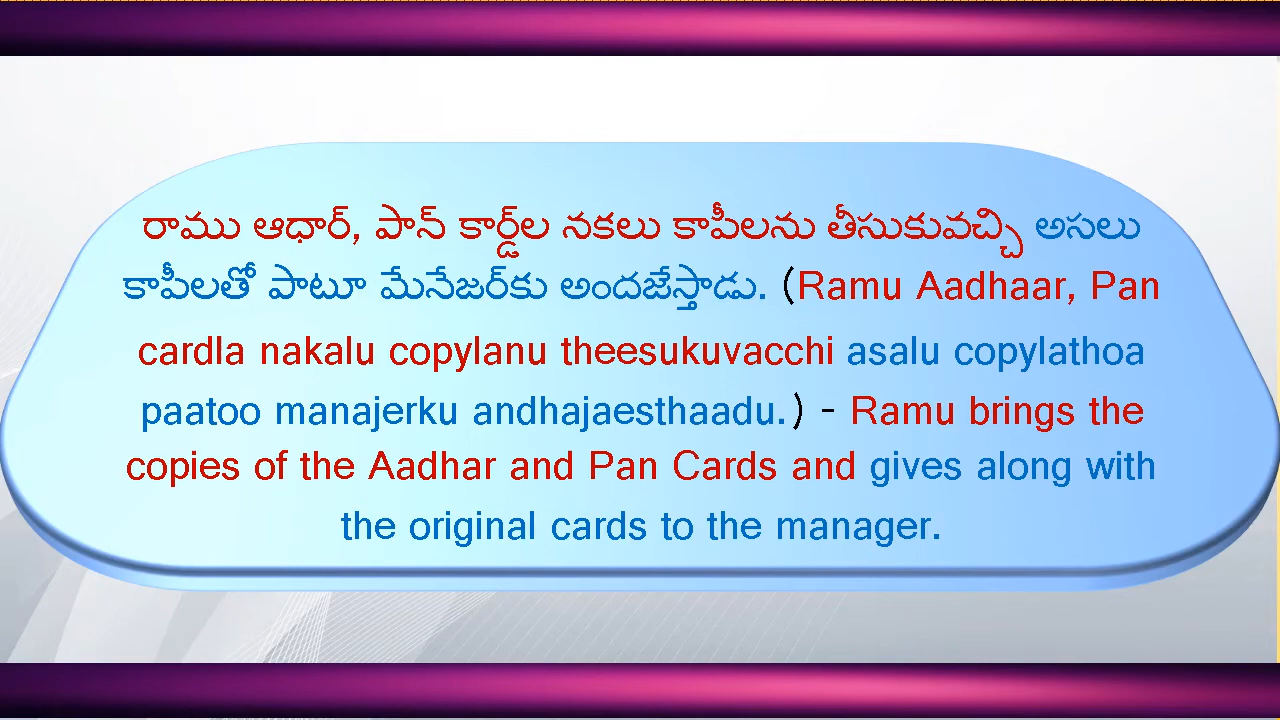 రాము ఆధార్, పాన్ కార్డ్‌ల నకలు కాపీలను తీసుకువచ్చి అసలు
కాపీలతో పాటూ మేనేజర్‌కు అందజేస్తాడు. (Ramu Aadhaar, Pan
cardla nakalu copylanu theesukuvacchi asalu copylathoa
paatoo manajerku andhajaesthaadu.) - Ramu brings the
copies of the Aadhar and Pan Cards and gives along with
the original cards to the manager.